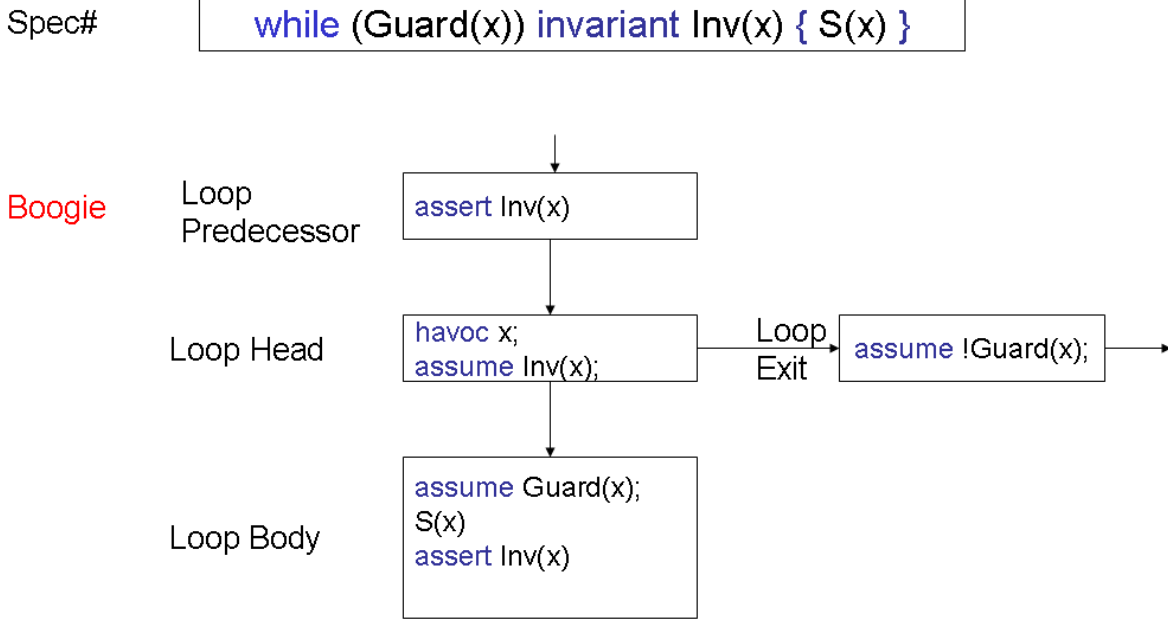 Spec#
while (Guard(x)) invariant Inv(x) { S(x) }
Boogie
Loop
Predecessor
assert Inv(x)
Loop Head
havoc x;
assume Inv(x);
Loop
Exit
assume !Guard(x);
Loop Body
assume Guard(x);
S(x)
assert Inv(x)